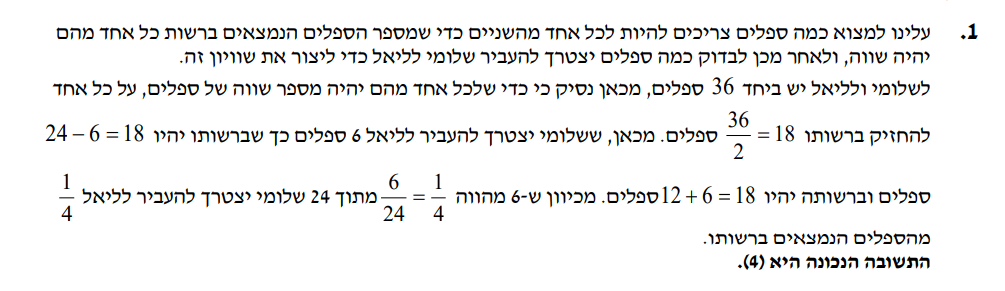 1. עלינו למצוא כמה ספלים צריכים להיות לכל אחד מהשניים כדי שמספר הספלים הנמצאים ברשות כל אחד מהם
יהיה שווה, ולאחר מכן לבדוק כמה ספלים יצטרך להעביר שלומי לליאל כדי ליצור את שוויון זה.
לשלומי ולליאל יש ביחד 36 ספלים, מכאן נסיק כי כדי שלכל אחד מהם יהיה מספר שווה של ספלים, על כל אחד
להחזיק ברשותו 36/2 = 18 ספלים. מכאן, ששלומי יצטרך להעביר לליאל 6 ספלים כך שברשותו יהיו 24 – 6 = 18
ספלים וברשותה יהיו 12 + 6 = 18 ספלים. מכיוון ש-6 מהווה 6/24 = 1/4 מתוך 24 שלומי יצטרך להעביר לליאל 1/4
מהספלים הנמצאים ברשותו.
התשובה הנכונה היא (4).